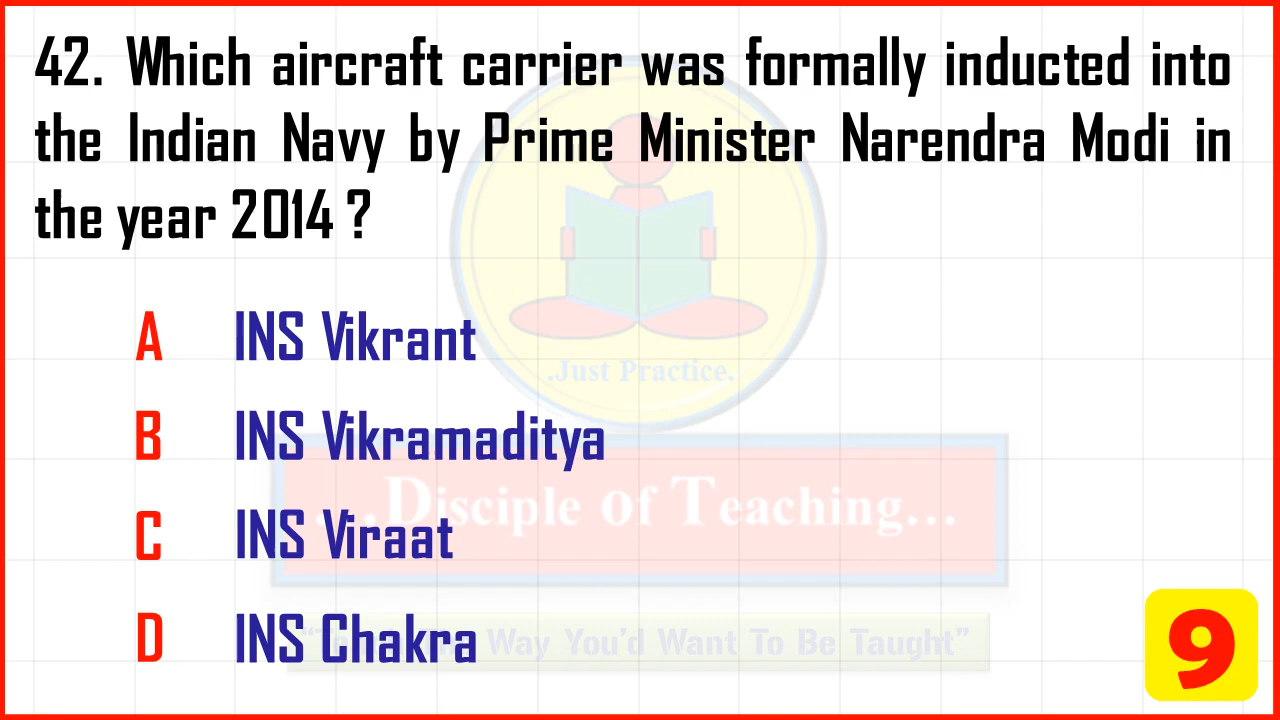 42. Which aircraft carrier was formally inducted into
the Indian Navy by Prime Minister Narendra Modi in
the year 2014 ?
A INS Vikrant
.Just Practice.
B INS Vikramaditya
...Disciple of Teaching...
C INS Viraat
D INS Chakra
Way You'd Want To Be Taught"
9